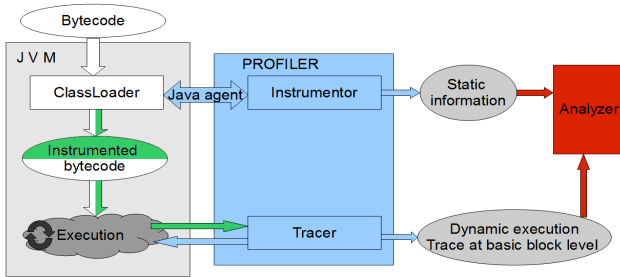 Bytecode
J V M
PROFILER
ClassLoader
Java agent
Instrumentor
Static
information
Analyzer
Instrumented
bytecode
Execution
Tracer
Dynamic execution
Trace at basic block level